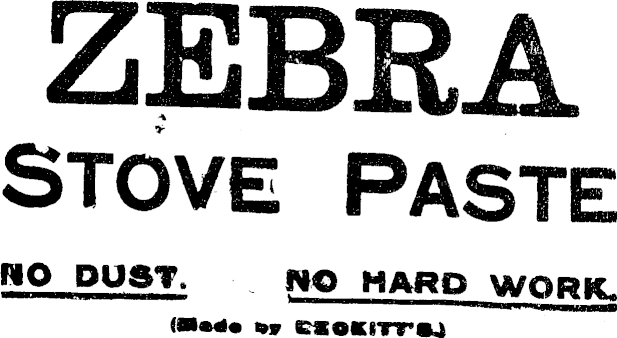 ZEBRA
STOVE PASTE
NO DUST. NO HARD WORK.
(Made by